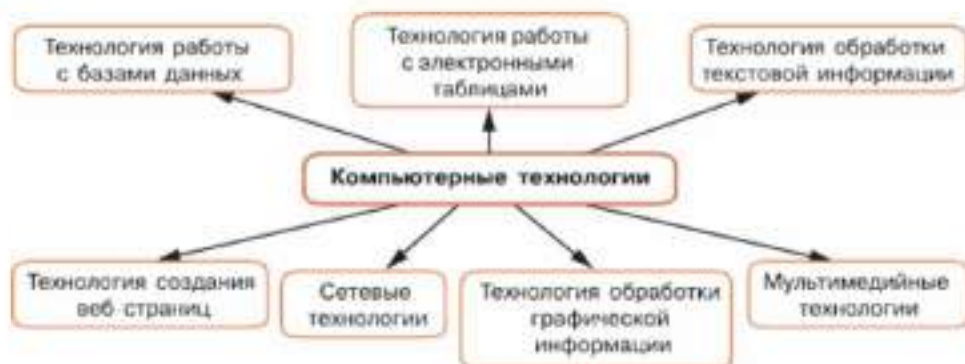 Технология работы
с базами данных
Технология работы
с электронными
таблицами
Технология обработки
текстовой информации
Компьютерные технологии
Технология создания
веб страниц
Сетевые
технологии
Технология обработки
графической
информации
Мультимедийные
технологии